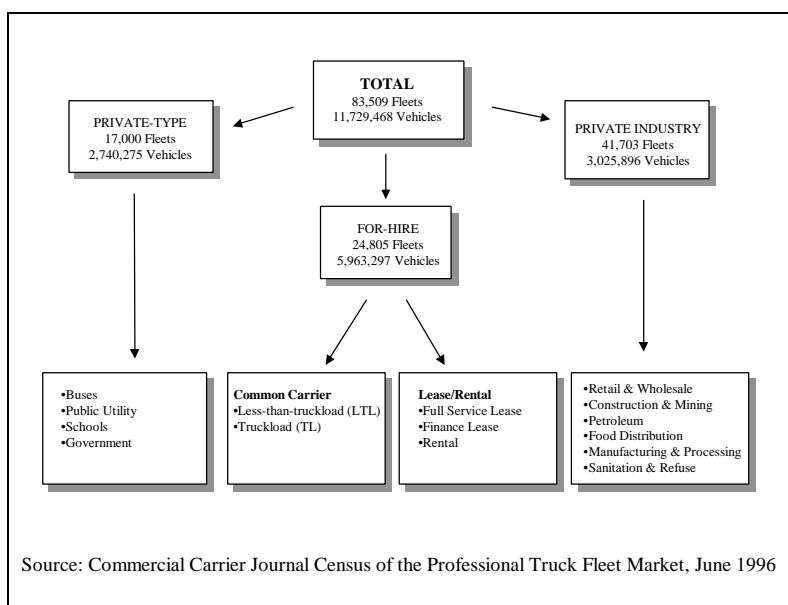 TOTAL
83,509 Fleets
11,729,468 Vehicles
PRIVATE-TYPE
17,000 Fleets
2,740,275 Vehicles
PRIVATE INDUSTRY
41,703 Fleets
3,025,896 Vehicles
FOR-HIRE
24,805 Fleets
5,963,297 Vehicles
•Buses
•Public Utility
•Schools
•Government
Common Carrier
•Less-than-truckload (LTL)
•Truckload (TL)
Lease/Rental
•Full Service Lease
•Finance Lease
•Rental
•Retail & Wholesale
•Construction & Mining
•Petroleum
•Food Distribution
•Manufacturing & Processing
•Sanitation & Refuse
Source: Commercial Carrier Journal Census of the Professional Truck Fleet Market, June 1996